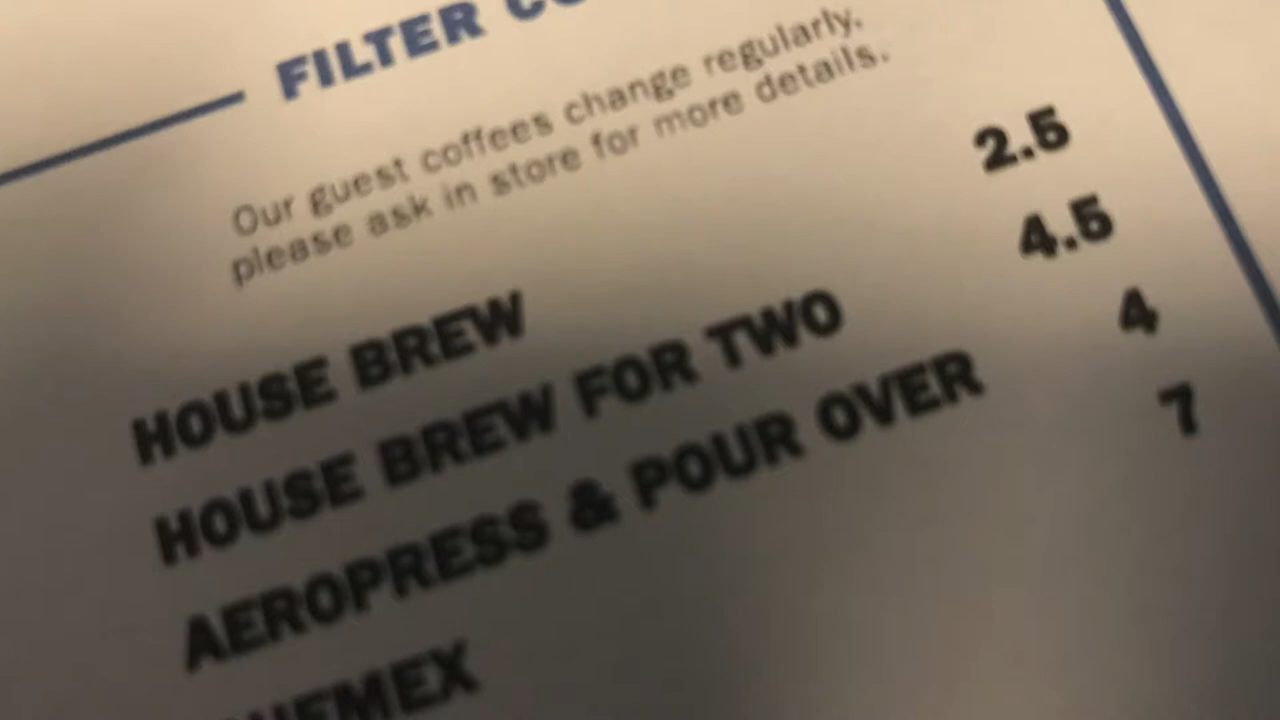 FILTER
Our guest coffees change regularly,
please ask in store for more details.
HOUSE BREW 2.5
HOUSE BREW FOR TWO 4.5
AEROPRESS & POUR OVER 4
CHEMEX 7